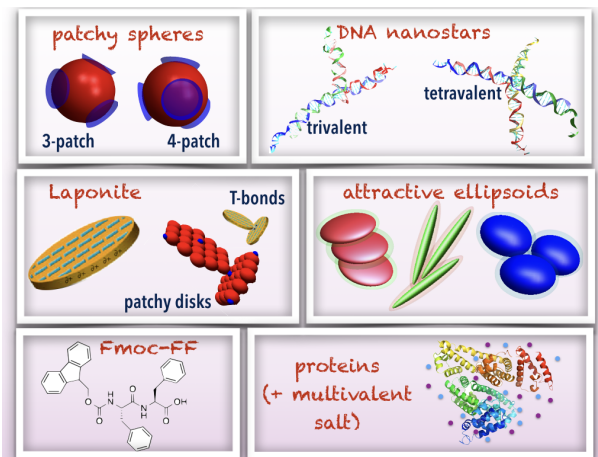 patchy spheres
3-patch
4-patch
DNA nanostars
trivalent
tetravalent
Laponite
T-bonds
patchy disks
attractive ellipsoids
Fmoc-FF
O
O
N
H
O
H
N
O
OH
proteins
(+ multivalent
salt)